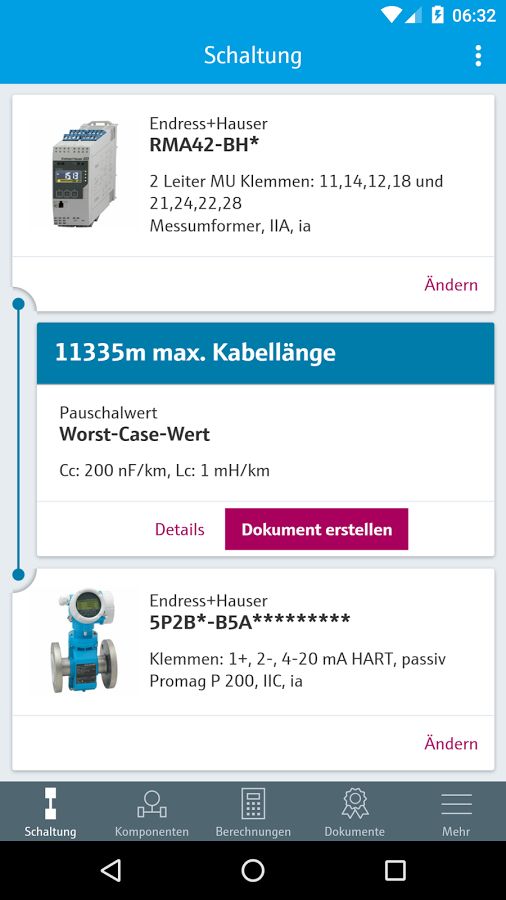 06:32
Schaltung
Endress+Hauser
RMA42-BH*
2 Leiter MU Klemmen: 11,14,12,18 und
21,24,22,28
Messumformer, IIA, ia
Ändern
11335m max. Kabellänge
Pauschalwert
Worst-Case-Wert
Cc: 200 nF/km, Lc: 1 mH/km
Details Dokument erstellen
Endress+Hauser
5P2B*-B5A*********
Klemmen: 1+, 2-, 4-20 mA HART, passiv
Promag P 200, IIC, ia
Ändern
Schaltung Komponenten Berechnungen Dokumente Mehr